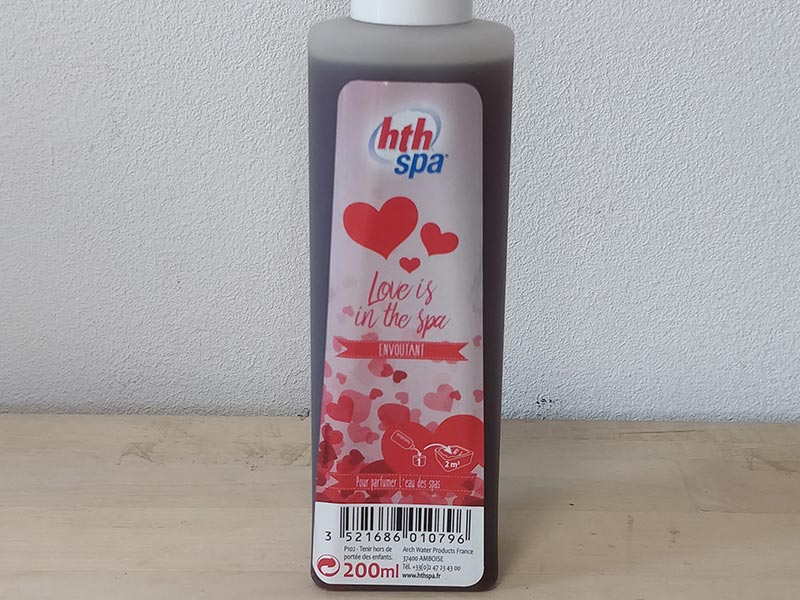 hth
spa
Love is
in the spa
ENVOUTANT
1
2 m³
Pour parfumer L'eau des spas
3 521686 010796
P102 - Tenir hors de
portée des enfants.
200ml
Arch Water Products France
37400 AMBOISE
Tél. +33(0)2 47 23 43 00
www.hthspa.fr